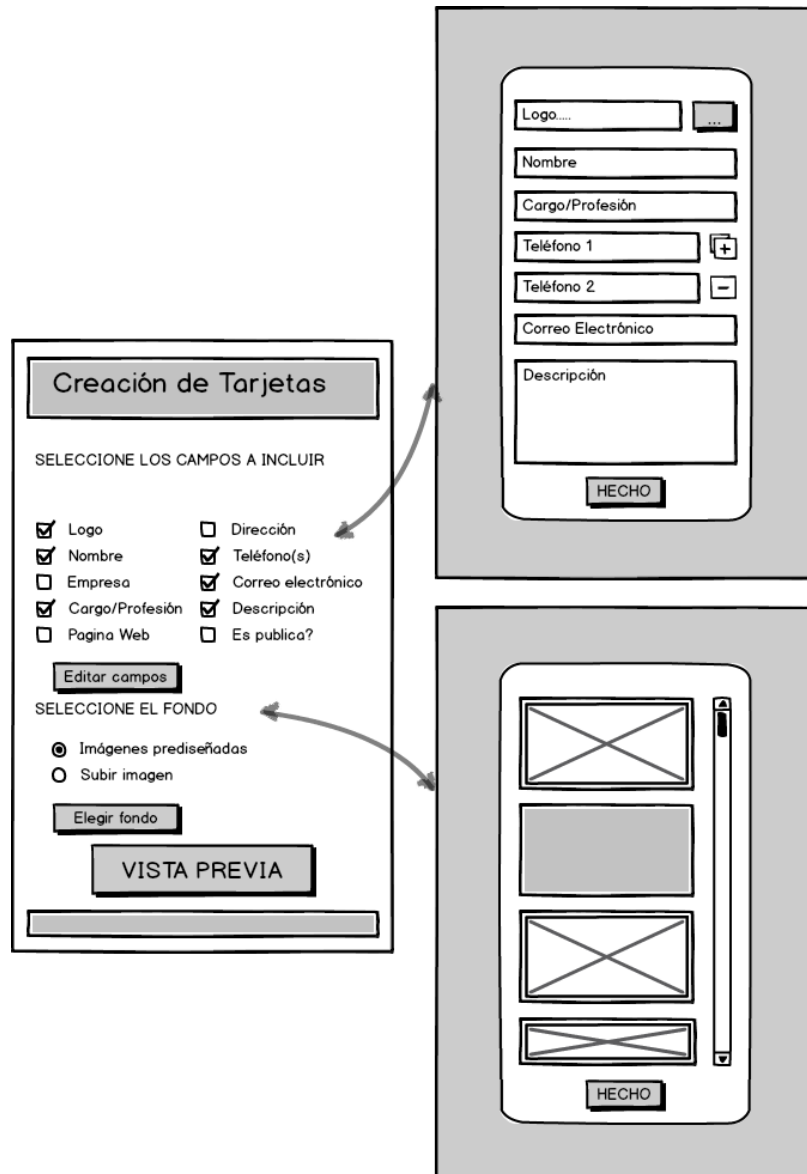 Creación de Tarjetas
SELECCIONE LOS CAMPOS A INCLUIR
Logo
Dirección
Nombre
Teléfono(s)
Empresa
Correo electrónico
Cargo/Profesión
Descripción
Pagina Web
Es publica?
Editar campos
SELECCIONE EL FONDO
Imágenes prediseñadas
Subir imagen
Elegir fondo
VISTA PREVIA
Logo.....
...
Nombre
Cargo/Profesión
Teléfono 1
+
Teléfono 2
-
Correo Electrónico
Descripción
HECHO
HECHO